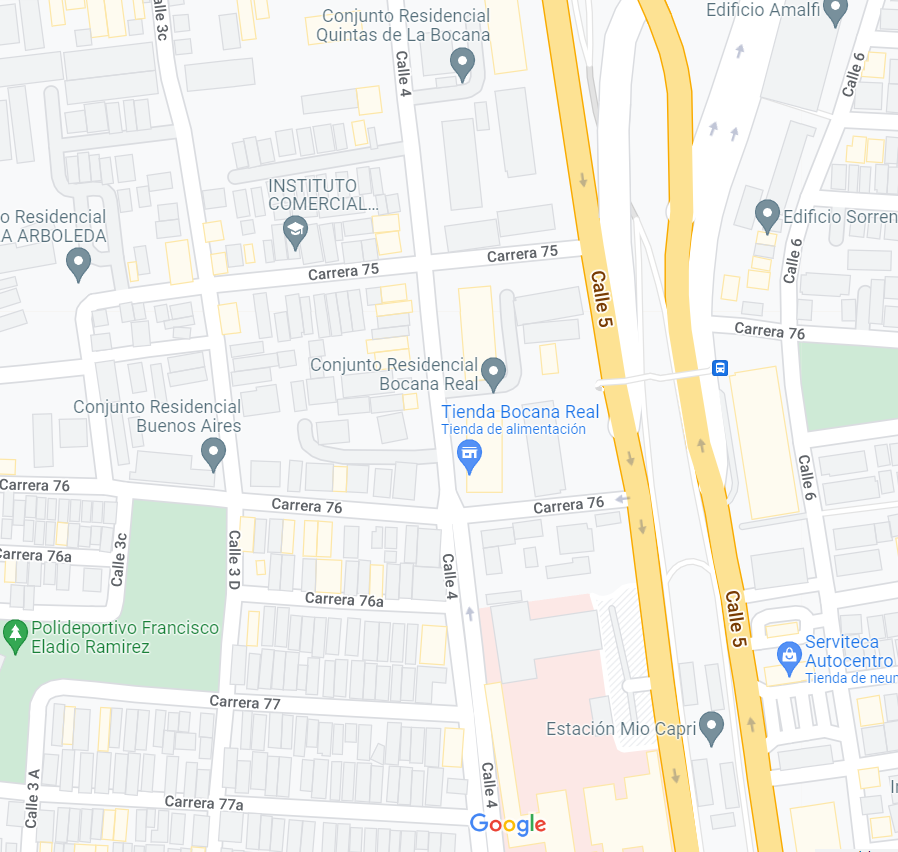 Calle 3c
Conjunto Residencial
Quintas de La Bocana
Edificio Amalfi
Calle 4
Calle 6
INSTITUTO
COMERCIAL...
o Residencial
A ARBOLEDA
Edificio Sorren
Calle 6
Carrera 75
Carrera 75
Calle 5
Carrera 76
Conjunto Residencial
Bocana Real
Conjunto Residencial
Buenos Aires
Tienda Bocana Real
Tienda de alimentación
Carrera 76
Calle 6
Carrera 76
Carrera 76
Carrera 76a
Calle 3c
Calle 3 D
Calle 4
Carrera 76a
Calle 5
Polideportivo Francisco
Eladio Ramirez
Serviteca
Autocentro
Tienda de neun
Carrera 77
Estación Mio Capri
Calle 3 A
Carrera 77a
Calle 4
Google